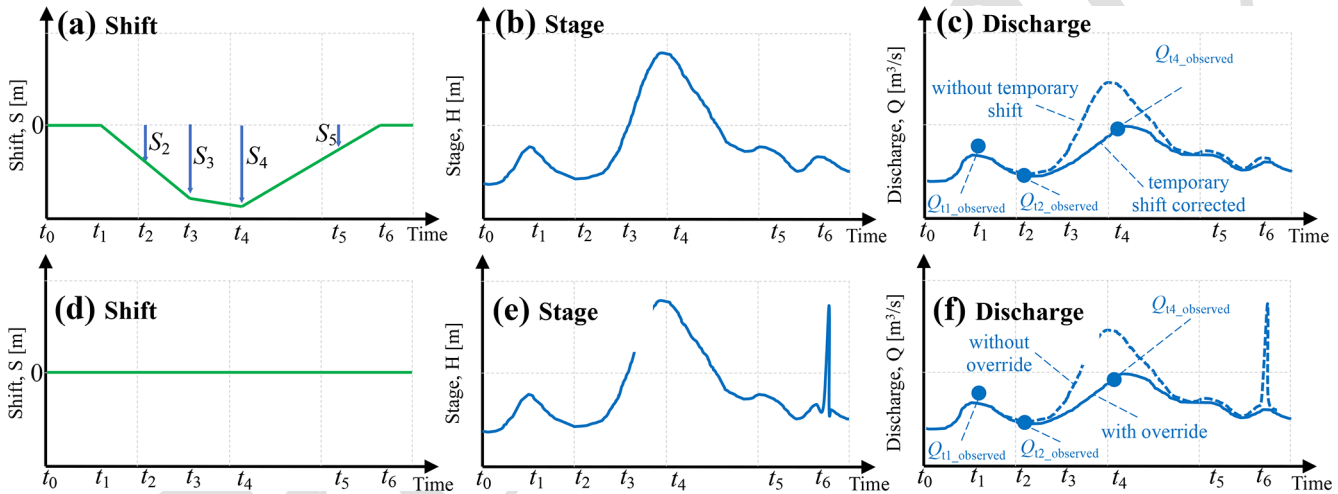 (a) Shift
Shift, S [m]
0
S2
S3
S4
S5
t0 t1 t2 t3 t4 t5 t6 Time
(b) Stage
Stage, H [m]
t0 t1 t2 t3 t4 t5 t6 Time
(c) Discharge
Discharge, Q [m³/s]
Qt4_observed
without temporary
shift
Qt1_observed
Qt2_observed
temporary
shift corrected
t0 t1 t2 t3 t4 t5 t6 Time
(d) Shift
Shift, S [m]
0
t0 t1 t2 t3 t4 t5 t6 Time
(e) Stage
Stage, H [m]
t0 t1 t2 t3 t4 t5 t6 Time
(f) Discharge
Discharge, Q [m³/s]
Qt4_observed
without
override
Qt1_observed
Qt2_observed
with override
t0 t1 t2 t3 t4 t5 t6 Time